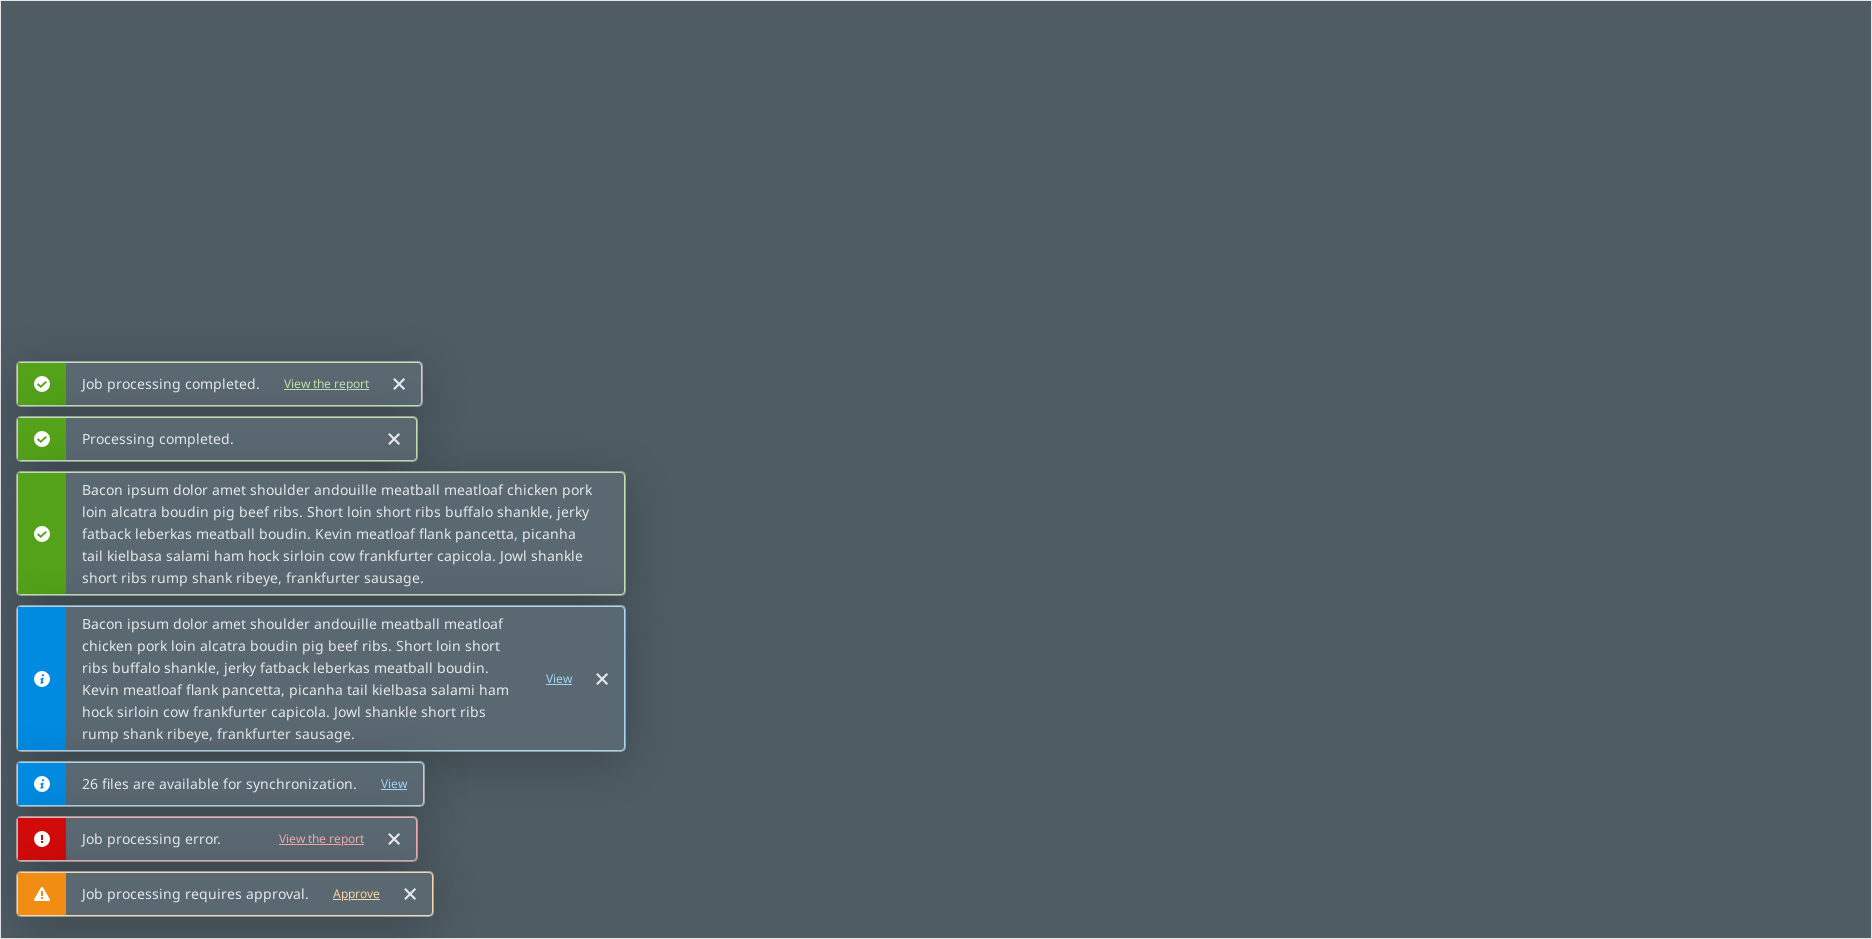 Job processing completed. View the report
Processing completed.
Bacon ipsum dolor amet shoulder andouille meatball meatloaf chicken pork
loin alcatra boudin pig beef ribs. Short loin short ribs buffalo shankle, jerky
fatback leberkas meatball boudin. Kevin meatloaf flank pancetta, picanha
tail kielbasa salami ham hock sirloin cow frankfurter capicola. Jowl shankle
short ribs rump shank ribeye, frankfurter sausage.
Bacon ipsum dolor amet shoulder andouille meatball meatloaf
chicken pork loin alcatra boudin pig beef ribs. Short loin short
ribs buffalo shankle, jerky fatback leberkas meatball boudin.
Kevin meatloaf flank pancetta, picanha tail kielbasa salami ham
hock sirloin cow frankfurter capicola. Jowl shankle short ribs
rump shank ribeye, frankfurter sausage.
View
26 files are available for synchronization. View
Job processing error. View the report
Job processing requires approval. Approve